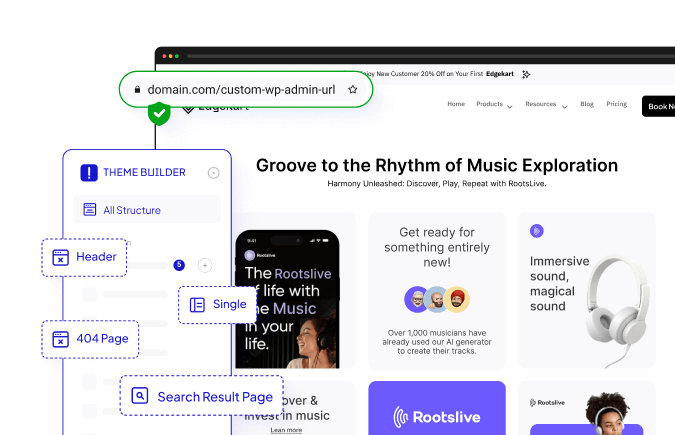 Enjoy New Customer 20% Off on Your First Edgekart
domain.com/custom-wp-admin-url
Edgekart
Home Products Resources Blog Pricing
Groove to the Rhythm of Music Exploration
Harmony Unleashed: Discover, Play, Repeat with RootsLive.
THEME BUILDER
All Structure
Header
5
Single
404 Page
Search Result Page
9:41
Rootslive
The Rootslive
of life with
the Music
in your
life.
Get ready for
something entirely
new!
Over 1,000 musicians have
already used our AI generator
to create their tracks.
Immersive
sound,
magical
sound
over &
invest in music
Lean more
Rootslive
Rootslive